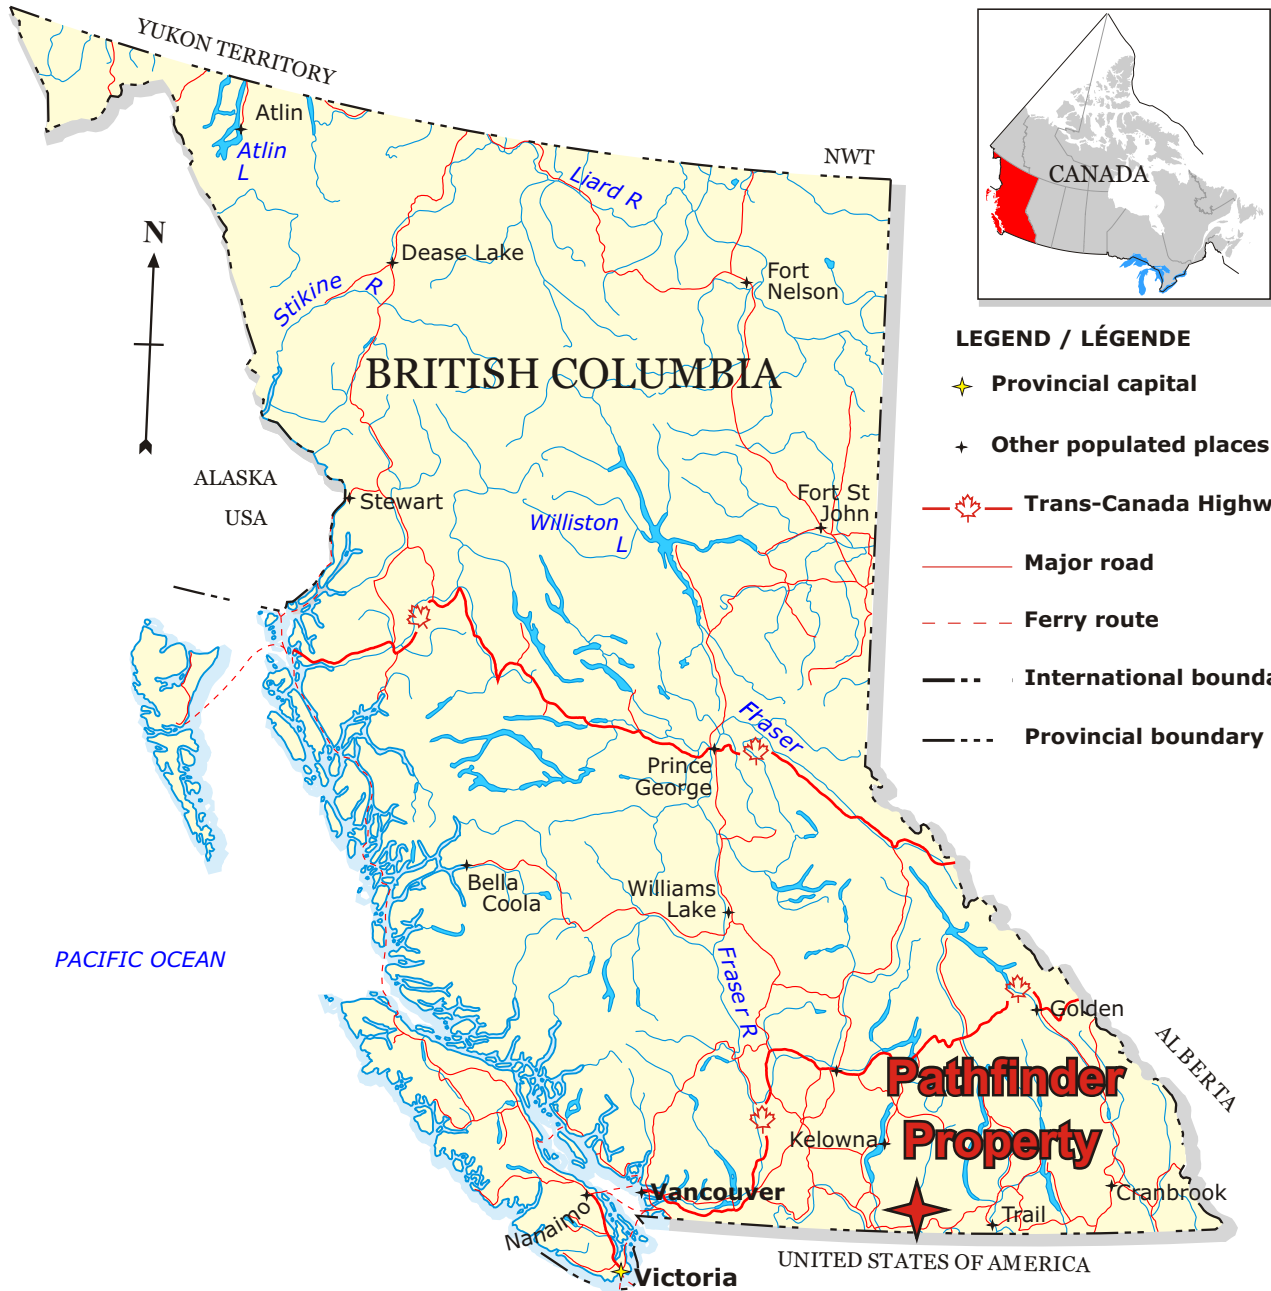 YUKON TERRITORY
NWT
Atlin
Atlin
L
Liard R
N
Dease Lake
Stikine
R
Fort
Nelson
BRITISH COLUMBIA
ALASKA
USA
Stewart
Williston
L
Fort St
John
Fraser
Prince
George
Bella
Coola
Williams
Lake
PACIFIC OCEAN
Fraser R
Golden
ALBERTA
Pathfinder
Property
Kelowna
Cranbrook
Vancouver
Trail
Nanaimo
Victoria
UNITED STATES OF AMERICA
CANADA
LEGEND / LÉGENDE
Provincial capital
Other populated places
Trans-Canada Highw
Major road
Ferry route
International bounda
Provincial boundary